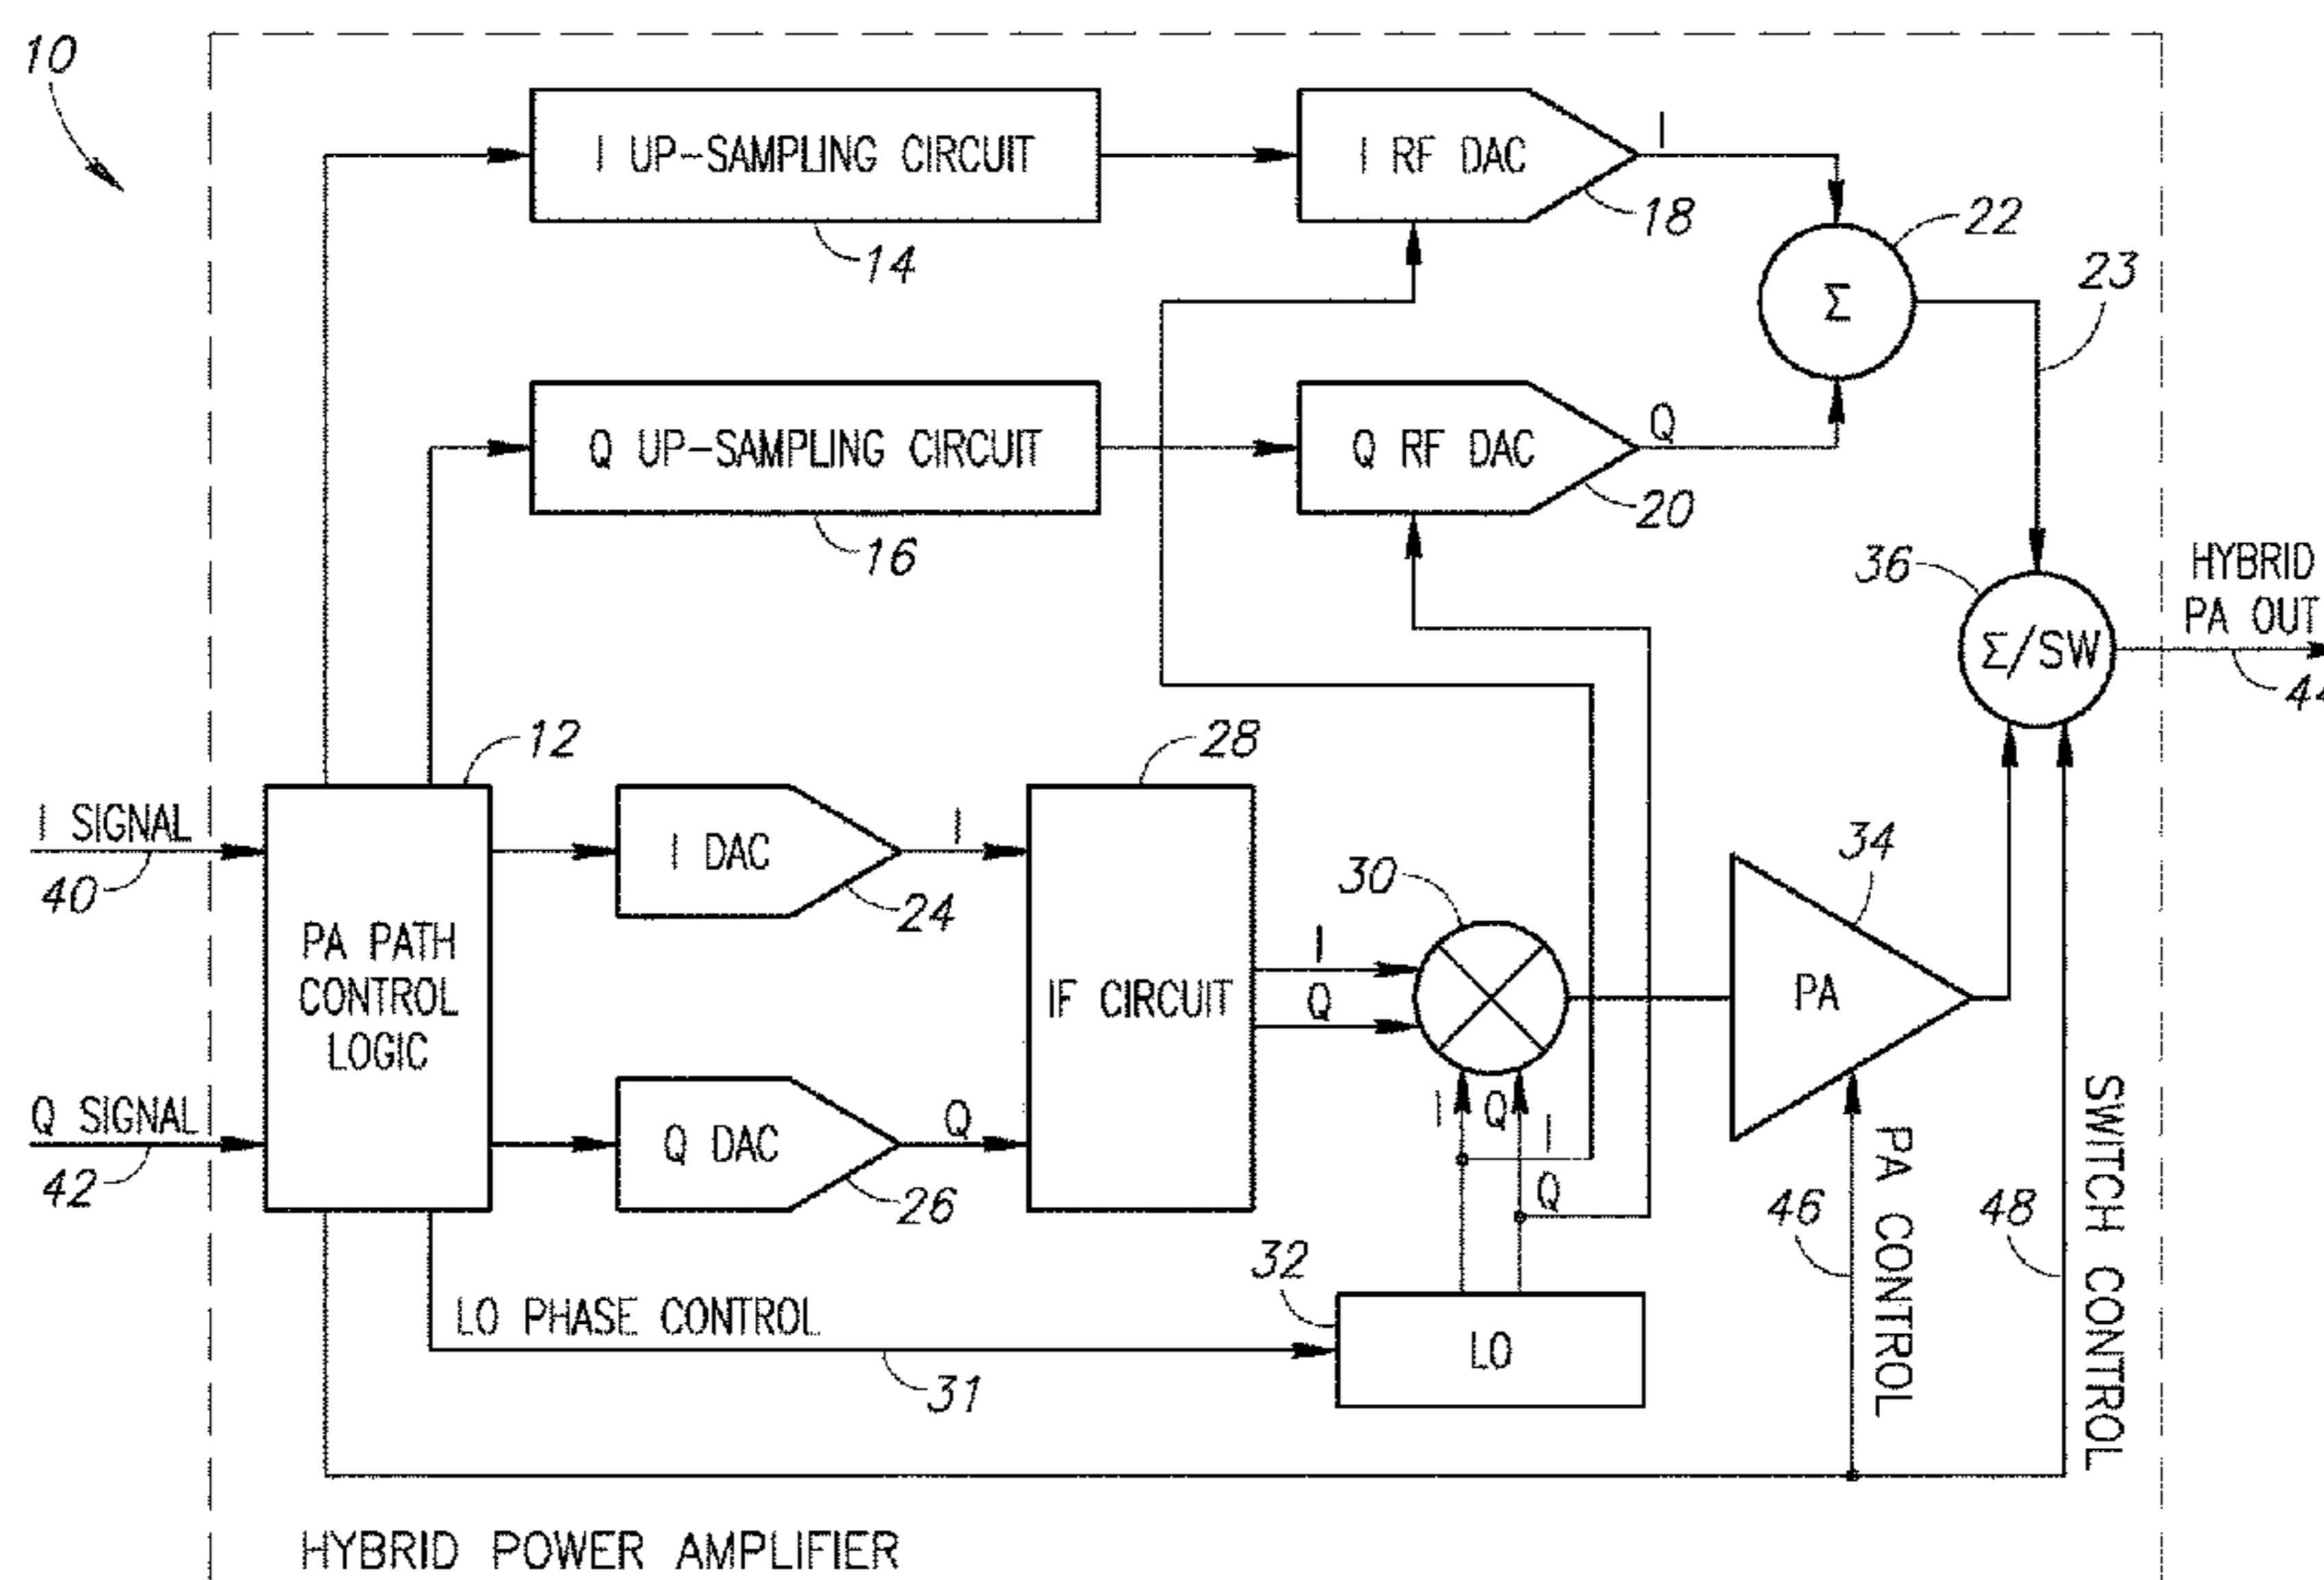 10
I UP-SAMPLING CIRCUIT
14
I RF DAC
18
I
Σ
22
23
Q UP-SAMPLING CIRCUIT
16
Q RF DAC
20
Q
36
Σ/SW
HYBRID
PA OUT
44
12
28
I SIGNAL
40
PA PATH
CONTROL
LOGIC
I DAC
24
I
IF CIRCUIT
30
I
Q
PA
34
Q SIGNAL
42
Q DAC
26
Q
I
Q
I
Q
46
PA CONTROL
48
SWITCH CONTROL
LO PHASE CONTROL
31
32
LO
HYBRID POWER AMPLIFIER